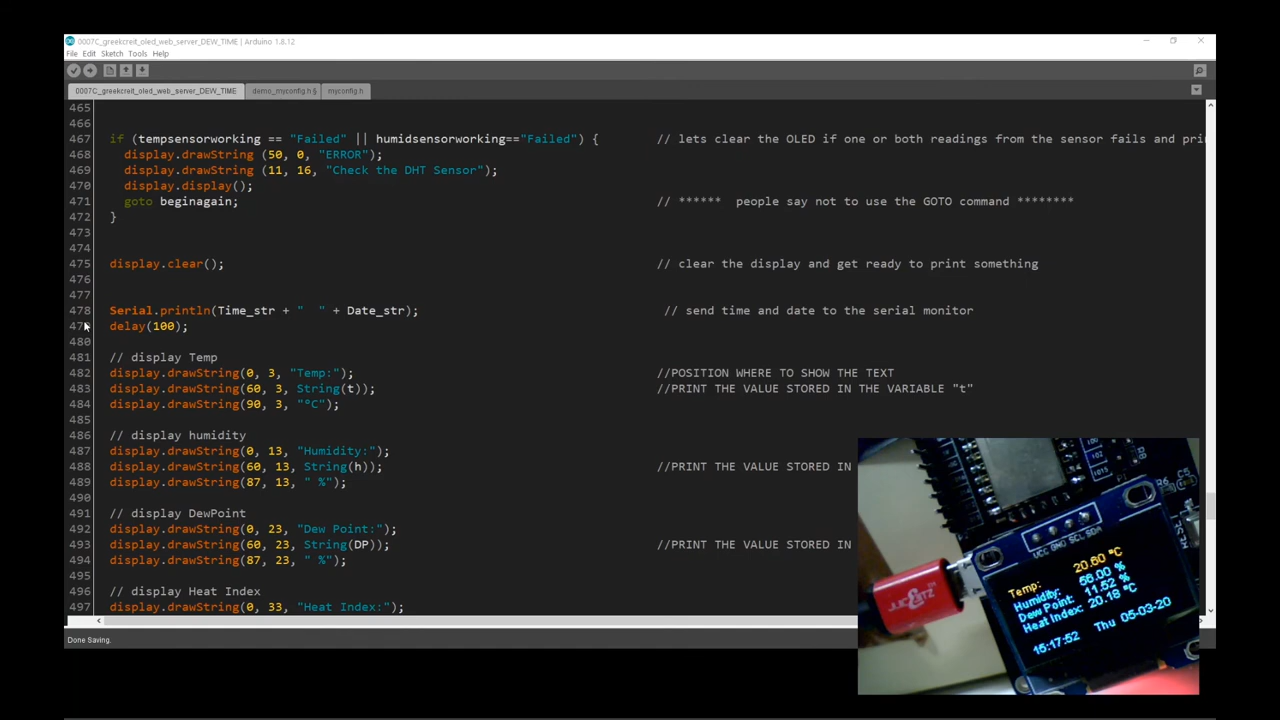 0007C_greekcreit_oled_web_server_DEW_TIME | Arduino 1.8.12
File Edit Sketch Tools Help
0007C_greekcreit_oled_web_server_DEW_TIME demo_myconfig.h § myconfig.h
465
466
467 if (tempsensorworking == "Failed" || humidsensorworking=="Failed") { // lets clear the OLED if one or both readings from the sensor fails and pri
468 display.drawString (50, 0, "ERROR");
469 display.drawString (11, 16, "Check the DHT Sensor");
470 display.display();
471 goto beginagain; // ****** people say not to use the GOTO command ********
472 }
473
474
475 display.clear(); // clear the display and get ready to print something
476
477
478 Serial.println(Time_str + "  " + Date_str); // send time and date to the serial monitor
479 delay(100);
480
481 // display Temp
482 display.drawString(0, 3, "Temp:"); //POSITION WHERE TO SHOW THE TEXT
483 display.drawString(60, 3, String(t)); //PRINT THE VALUE STORED IN THE VARIABLE "t"
484 display.drawString(90, 3, "°C");
485
486 // display humidity
487 display.drawString(0, 13, "Humidity:");
488 display.drawString(60, 13, String(h)); //PRINT THE VALUE STORED IN
489 display.drawString(87, 13, " %");
490
491 // display DewPoint
492 display.drawString(0, 23, "Dew Point:");
493 display.drawString(60, 23, String(DP)); //PRINT THE VALUE STORED IN
494 display.drawString(87, 23, " %");
495
496 // display Heat Index
497 display.drawString(0, 33, "Heat Index:");
Done Saving.
VCC GND SCL SDA
Temp: 20.60 °C
Humidity: 56.00 %
Dew Point: 11.52 %
Heat Index: 20.18 °C
15:17:52 Thu 05-03-20